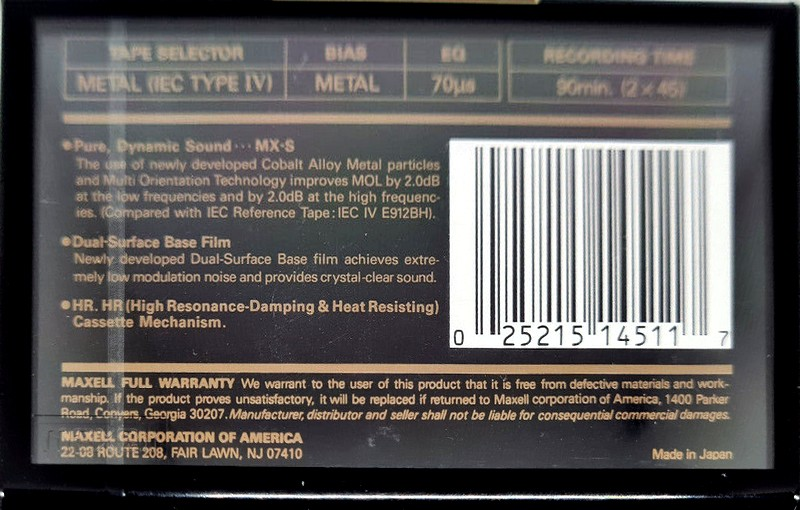 TAPE SELECTOR BIAS EQ RECORDING TIME
METAL (IEC TYPE IV) METAL 70µs 90min. (2 × 45)
●Pure, Dynamic Sound··· MX-S
The use of newly developed Cobalt Alloy Metal particles
and Multi Orientation Technology improves MOL by 2.0dB
at the low frequencies and by 2.0dB at the high frequenc-
ies. (Compared with IEC Reference Tape: IEC IV E912BH).
●Dual-Surface Base Film
Newly developed Dual-Surface Base film achieves extre-
mely low modulation noise and provides crystal-clear sound.
●HR. HR (High Resonance-Damping & Heat Resisting)
Cassette Mechanism.
0 25215 14511 7
MAXELL FULL WARRANTY We warrant to the user of this product that it is free from defective materials and work-
manship. If the product proves unsatisfactory, it will be replaced if returned to Maxell corporation of America, 1400 Parker
Road, Conyers, Georgia 30207. Manufacturer, distributor and seller shall not be liable for consequential commercial damages.
MAXELL CORPORATION OF AMERICA
22-08 ROUTE 208, FAIR LAWN, NJ 07410
Made in Japan